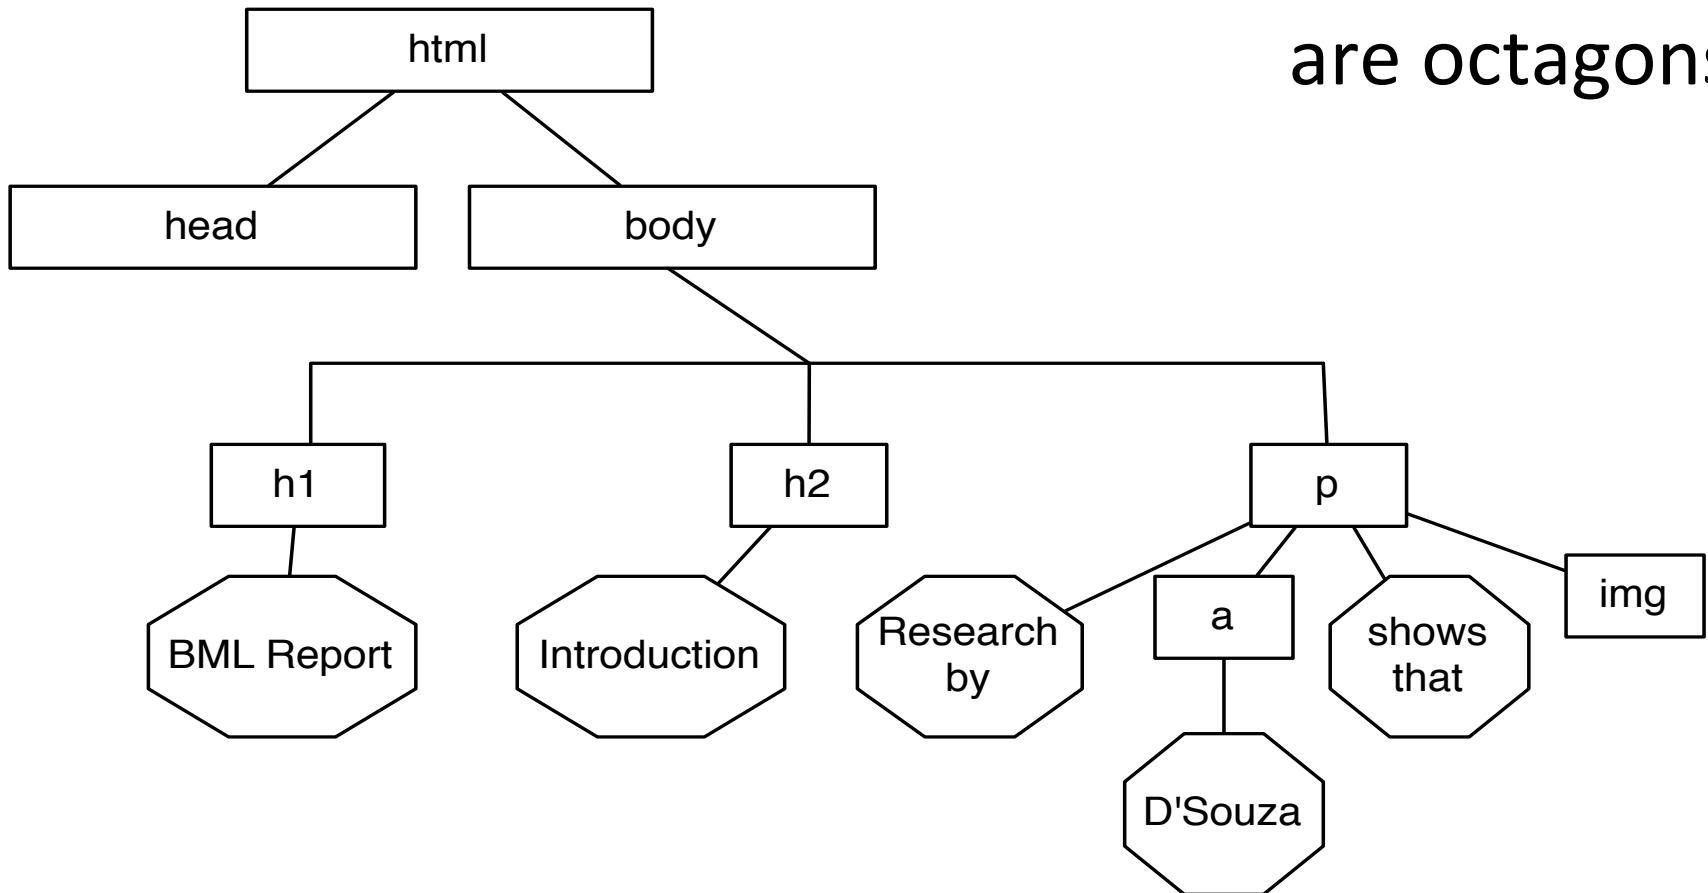 html
are octagons
head
body
h1
h2
p
img
a
Research
by
shows
that
BML Report
Introduction
D'Souza